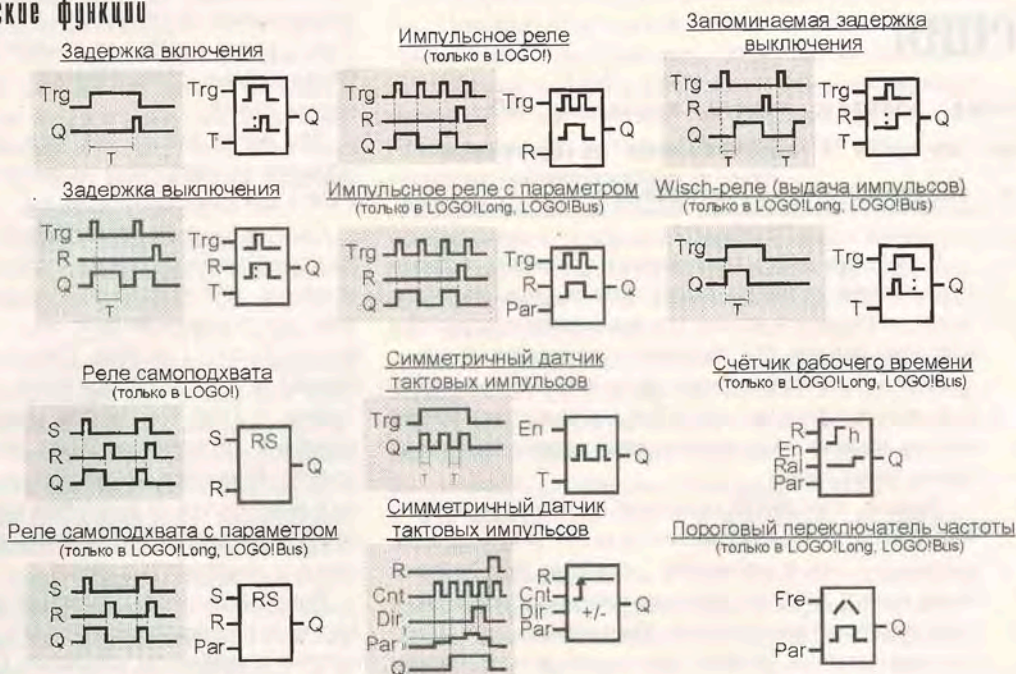 ские функции
Задержка включения
Trg
Q
T
Trg
T
Q
Импульсное реле
(только в LOGO!)
Trg
R
Q
Trg
R
Q
Запоминаемая задержка
выключения
Trg
R
Q
T
T
Trg
R
T
Q
Задержка выключения
Trg
R
Q
T
Trg
R
T
Q
Импульсное реле с параметром
(только в LOGO!Long, LOGO!Bus)
Trg
R
Q
Trg
R
Par
Q
Wisch-реле (выдача импульсов)
(только в LOGO!Long, LOGO!Bus)
Trg
Q
T
Trg
T
Q
Реле самоподхвата
(только в LOGO!)
S
R
Q
S
R
RS
Q
Симметричный датчик
тактовых импульсов
Trg
Q
T
T
En
T
Q
Счётчик рабочего времени
(только в LOGO!Long, LOGO!Bus)
R
En
Ral
Par
h
Q
Реле самоподхвата с параметром
(только в LOGO!Long, LOGO!Bus)
S
R
Q
S
R
Par
RS
Q
Симметричный датчик
тактовых импульсов
R
Cnt
Dir
Par
Q
R
Cnt
Dir
Par
+/-
Q
Пороговый переключатель частоты
(только в LOGO!Long, LOGO!Bus)
Fre
Par
Q